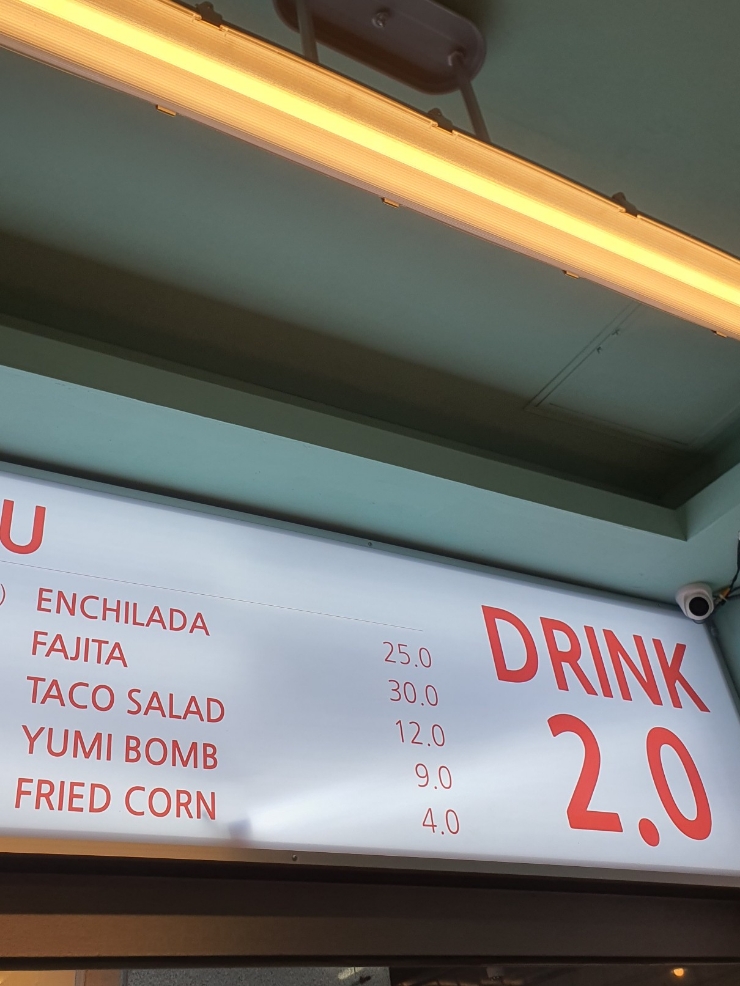 U
) ENCHILADA 25.0
FAJITA 30.0
TACO SALAD 12.0
YUMI BOMB 9.0
FRIED CORN 4.0
DRINK
2.0